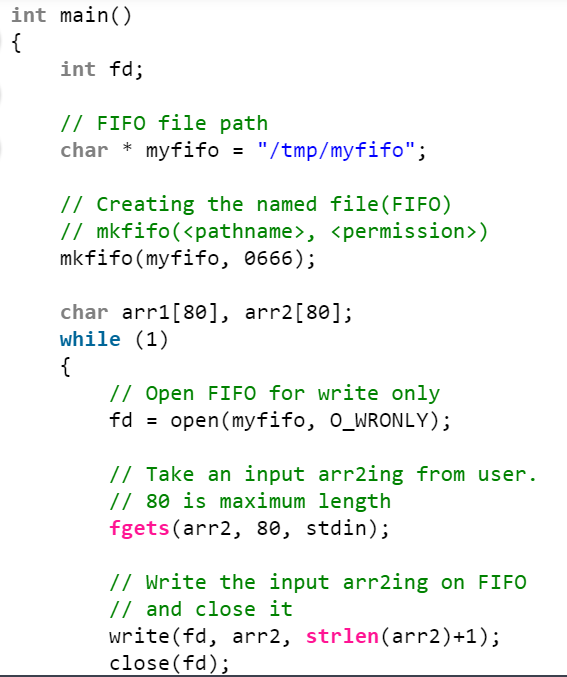 int main()
{
    int fd;

    // FIFO file path
    char * myfifo = "/tmp/myfifo";

    // Creating the named file(FIFO)
    // mkfifo(<pathname>, <permission>)
    mkfifo(myfifo, 0666);

    char arr1[80], arr2[80];
    while (1)
    {
        // Open FIFO for write only
        fd = open(myfifo, O_WRONLY);

        // Take an input arr2ing from user.
        // 80 is maximum length
        fgets(arr2, 80, stdin);

        // Write the input arr2ing on FIFO
        // and close it
        write(fd, arr2, strlen(arr2)+1);
        close(fd);